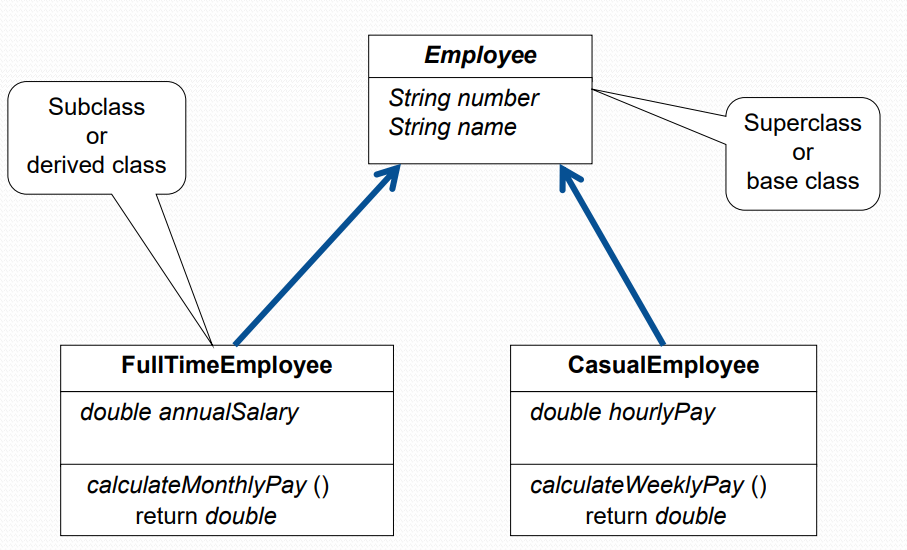 Employee
String number
String name
Subclass
or
derived class
Superclass
or
base class
FullTimeEmployee
double annualSalary
calculateMonthlyPay ()
return double
CasualEmployee
double hourlyPay
calculateWeeklyPay ()
return double